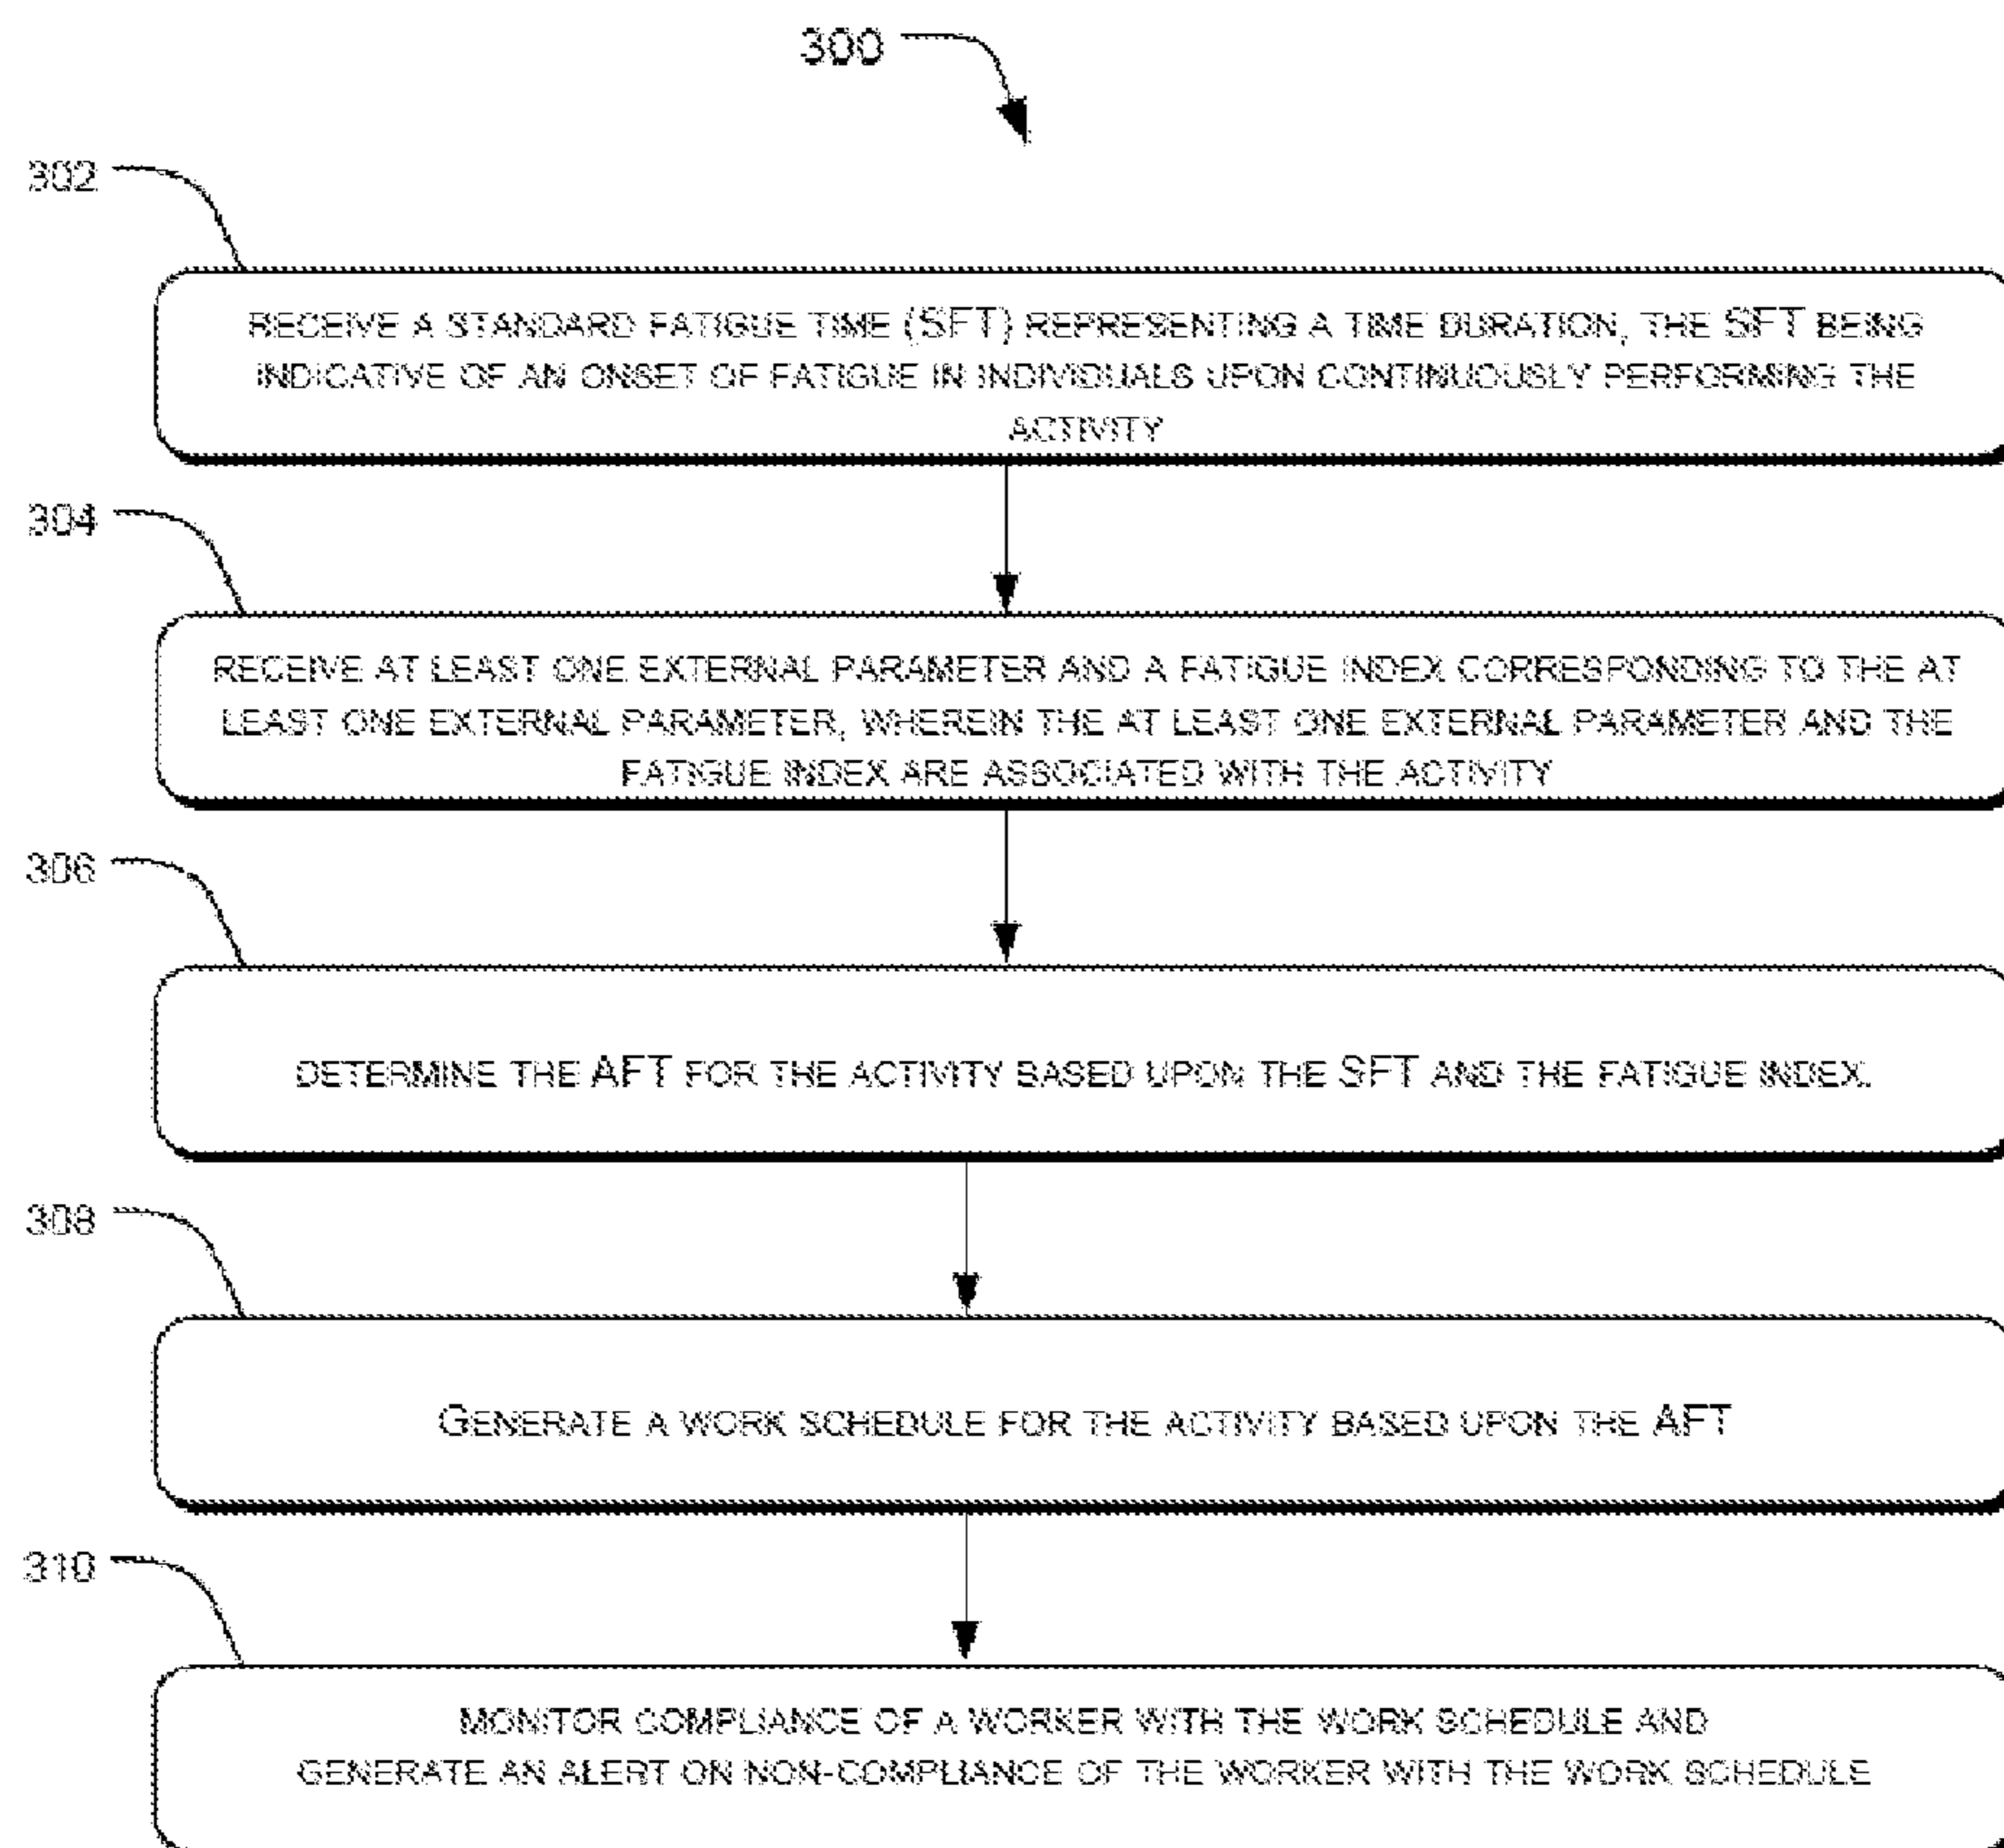 300
302
RECEIVE A STANDARD FATIGUE TIME (SFT) REPRESENTING A TIME DURATION, THE SFT BEING
INDICATIVE OF AN ONSET OF FATIGUE IN INDIVIDUALS UPON CONTINUOUSLY PERFORMING THE
ACTIVITY
304
RECEIVE AT LEAST ONE EXTERNAL PARAMETER AND A FATIGUE INDEX CORRESPONDING TO THE AT
LEAST ONE EXTERNAL PARAMETER, WHEREIN THE AT LEAST ONE EXTERNAL PARAMETER AND THE
FATIGUE INDEX ARE ASSOCIATED WITH THE ACTIVITY
306
DETERMINE THE AFT FOR THE ACTIVITY BASED UPON THE SFT AND THE FATIGUE INDEX.
308
GENERATE A WORK SCHEDULE FOR THE ACTIVITY BASED UPON THE AFT
310
MONITOR COMPLIANCE OF A WORKER WITH THE WORK SCHEDULE AND
GENERATE AN ALERT ON NON-COMPLIANCE OF THE WORKER WITH THE WORK SCHEDULE